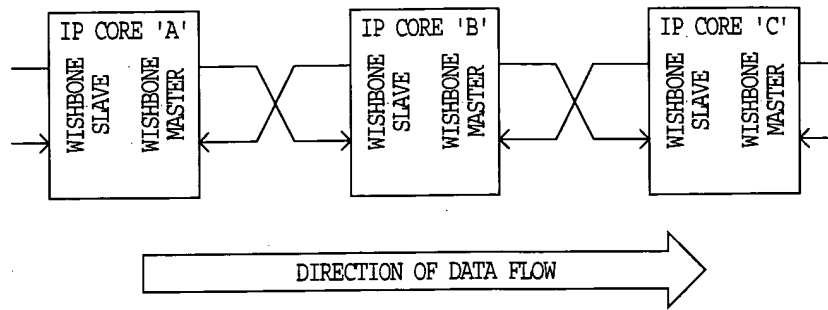 IP CORE 'A'
WISHBONE
SLAVE
WISHBONE
MASTER
IP CORE 'B'
WISHBONE
SLAVE
WISHBONE
MASTER
IP CORE 'C'
WISHBONE
SLAVE
WISHBONE
MASTER
DIRECTION OF DATA FLOW